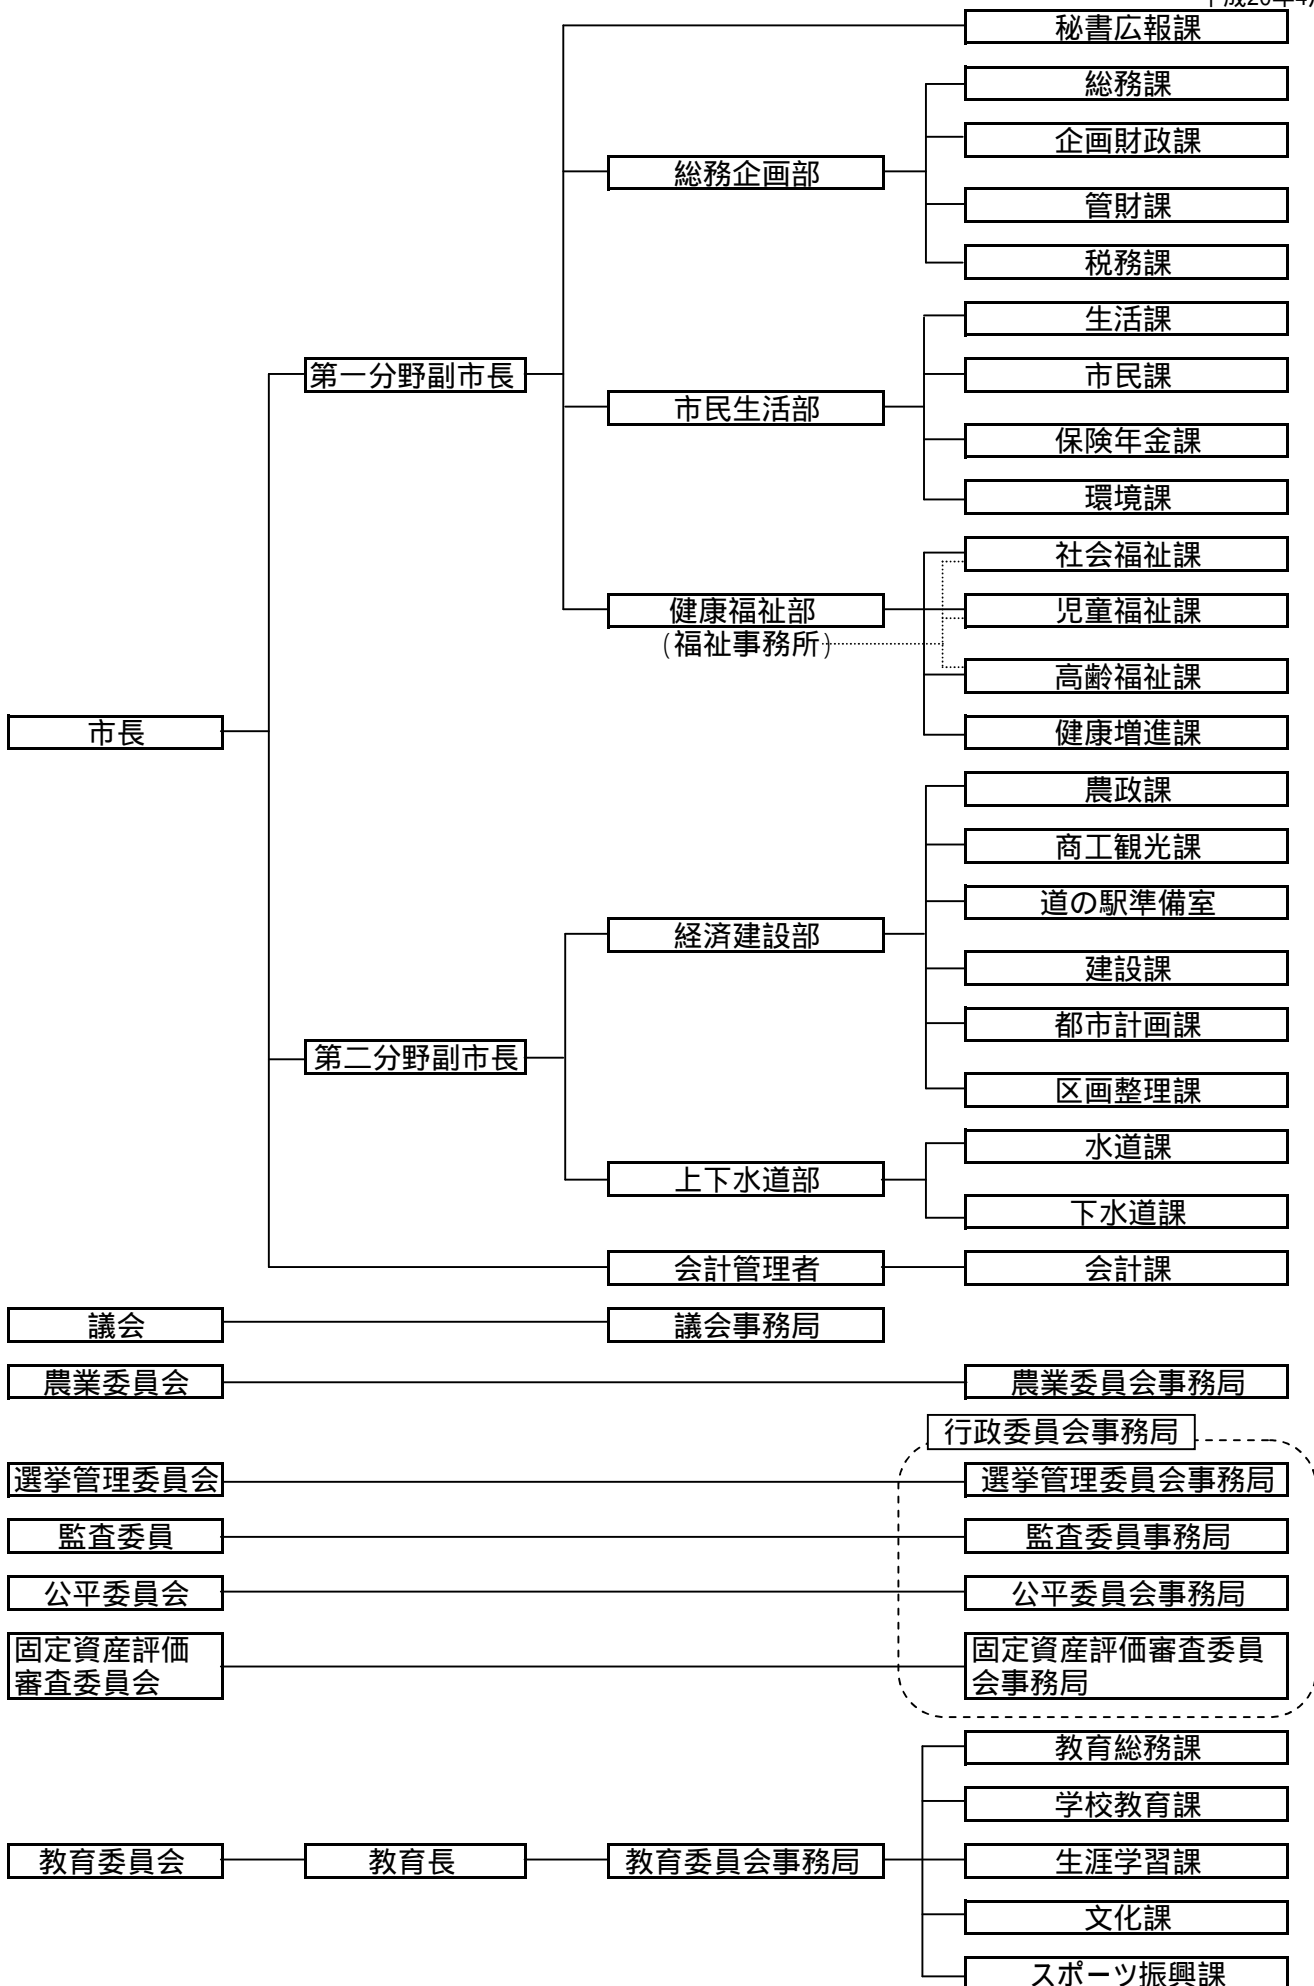 秘書広報課
総務課
企画財政課
総務企画部
管財課
税務課
生活課
第一分野副市長
市民課
市民生活部
保険年金課
環境課
社会福祉課
健康福祉部
児童福祉課
(福祉事務所)
高齢福祉課
市長
健康増進課
農政課
商工観光課
道の駅準備室
経済建設部
建設課
都市計画課
第二分野副市長
区画整理課
水道課
上下水道部
下水道課
会計管理者
会計課
議会
議会事務局
農業委員会
農業委員会事務局
行政委員会事務局
選挙管理委員会
選挙管理委員会事務局
監査委員
監査委員事務局
公平委員会
公平委員会事務局
固定資産評価
審査委員会
固定資産評価審査委員
会事務局
教育総務課
学校教育課
教育委員会
教育長
教育委員会事務局
生涯学習課
文化課
スポーツ振興課